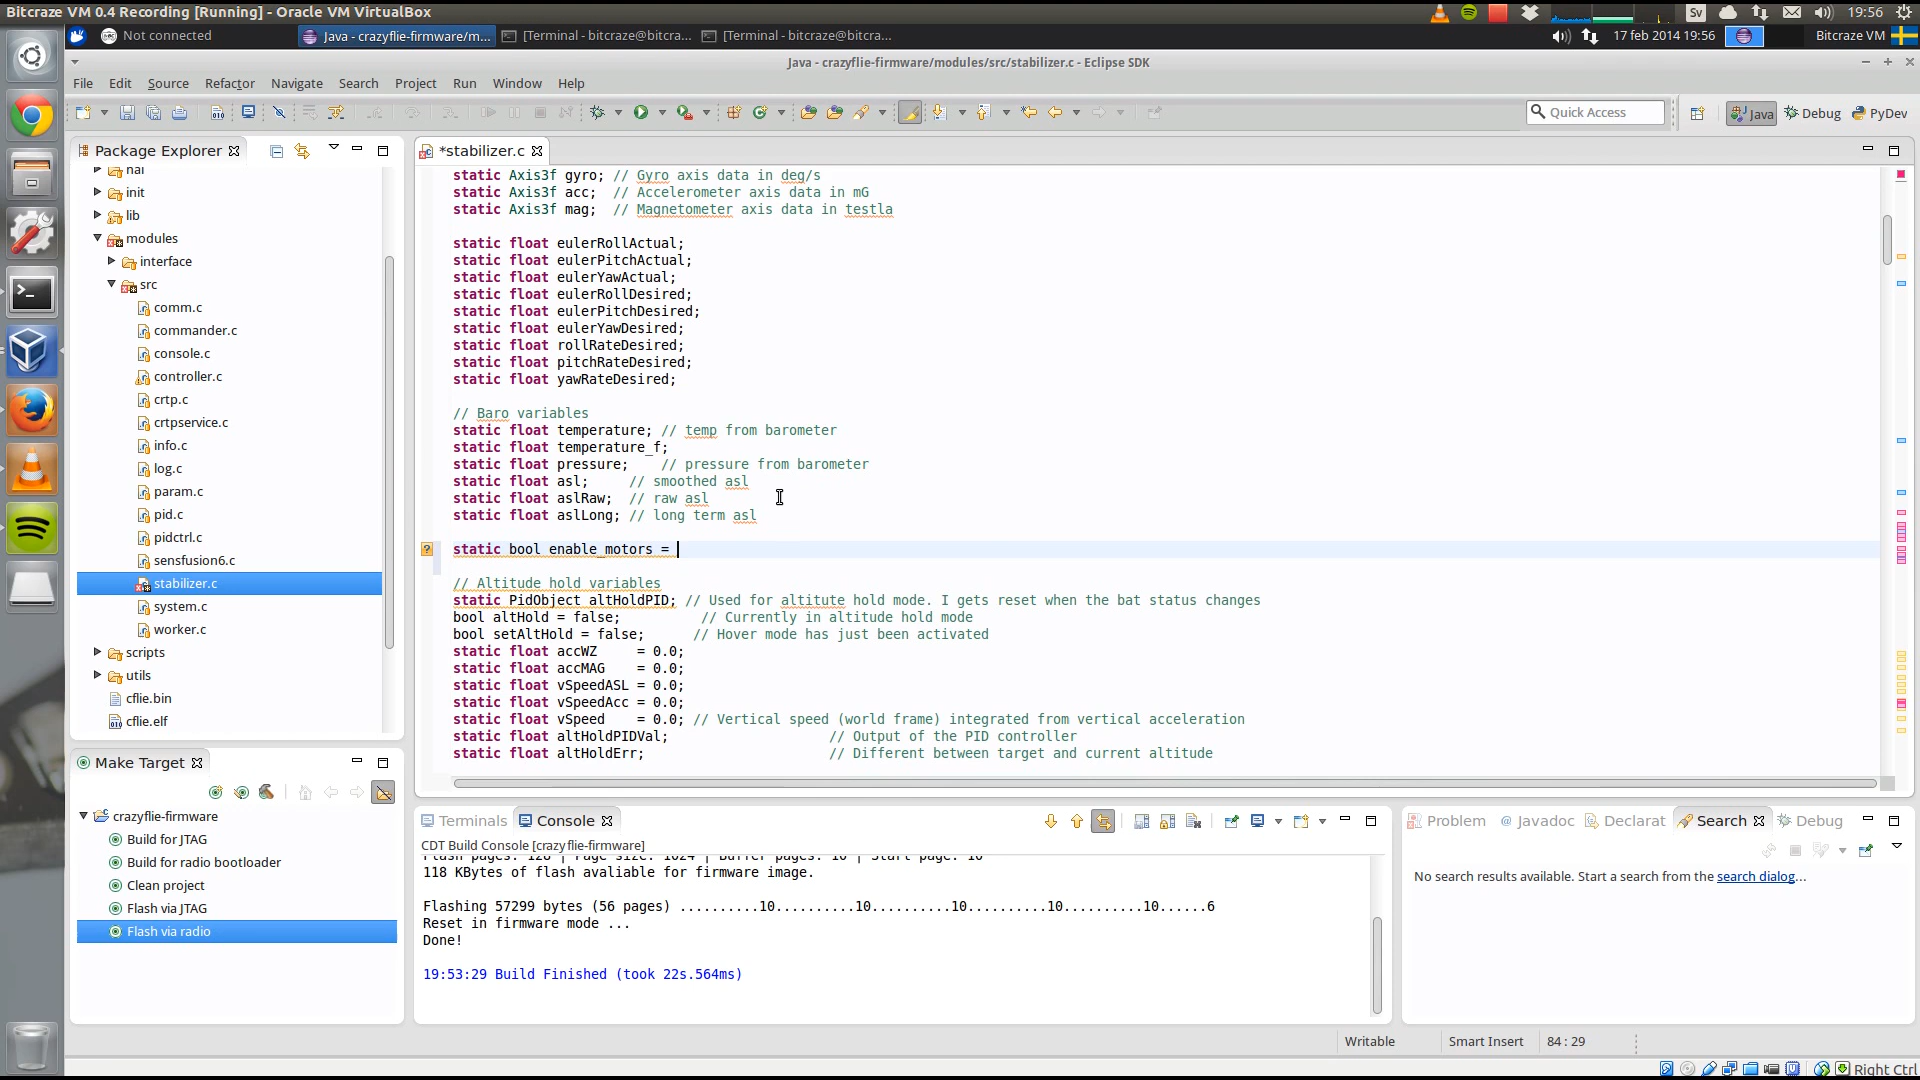 Bitcraze VM 0.4 Recording [Running] - Oracle VM VirtualBox
Sv
19:56
Not connected
Java - crazyflie-firmware/m...
[Terminal - bitcraze@bitcra...
[Terminal - bitcraze@bitcra...
17 feb 2014 19:56
Bitcraze VM
Java - crazyflie-firmware/modules/src/stabilizer.c - Eclipse SDK
File Edit Source Refactor Navigate Search Project Run Window Help
Quick Access
Java
Debug
PyDev
Package Explorer
hal
init
lib
modules
interface
src
comm.c
commander.c
console.c
controller.c
crtp.c
crtpservice.c
info.c
log.c
param.c
pid.c
pidctrl.c
sensfusion6.c
stabilizer.c
system.c
worker.c
scripts
utils
cflie.bin
cflie.elf
Make Target
crazyflie-firmware
Build for JTAG
Build for radio bootloader
Clean project
Flash via JTAG
Flash via radio
*stabilizer.c
static Axis3f gyro; // Gyro axis data in deg/s
static Axis3f acc;  // Accelerometer axis data in mG
static Axis3f mag;  // Magnetometer axis data in testla
static float eulerRollActual;
static float eulerPitchActual;
static float eulerYawActual;
static float eulerRollDesired;
static float eulerPitchDesired;
static float eulerYawDesired;
static float rollRateDesired;
static float pitchRateDesired;
static float yawRateDesired;
// Baro variables
static float temperature; // temp from barometer
static float temperature_f;
static float pressure;    // pressure from barometer
static float asl;     // smoothed asl
static float aslRaw;  // raw asl
static float aslLong; // long term asl
static bool enable_motors =
// Altitude hold variables
static PidObject altHoldPID; // Used for altitute hold mode. I gets reset when the bat status changes
bool altHold = false;          // Currently in altitude hold mode
bool setAltHold = false;      // Hover mode has just been activated
static float accWZ     = 0.0;
static float accMAG    = 0.0;
static float vSpeedASL = 0.0;
static float vSpeedAcc = 0.0;
static float vSpeed    = 0.0; // Vertical speed (world frame) integrated from vertical acceleration
static float altHoldPIDVal;                    // Output of the PID controller
static float altHoldErr;                       // Different between target and current altitude
Terminals
Console
CDT Build Console [crazyflie-firmware]
Flash pages: 128 | Page size: 1024 | Buffer pages: 10 | Start page: 10
118 KBytes of flash avaliable for firmware image.
Flashing 57299 bytes (56 pages) ..........10..........10..........10..........10..........10......6
Reset in firmware mode ...
Done!
19:53:29 Build Finished (took 22s.564ms)
Problem
Javadoc
Declarat
Search
Debug
No search results available. Start a search from the search dialog...
Writable
Smart Insert
84 : 29
Right Ctrl